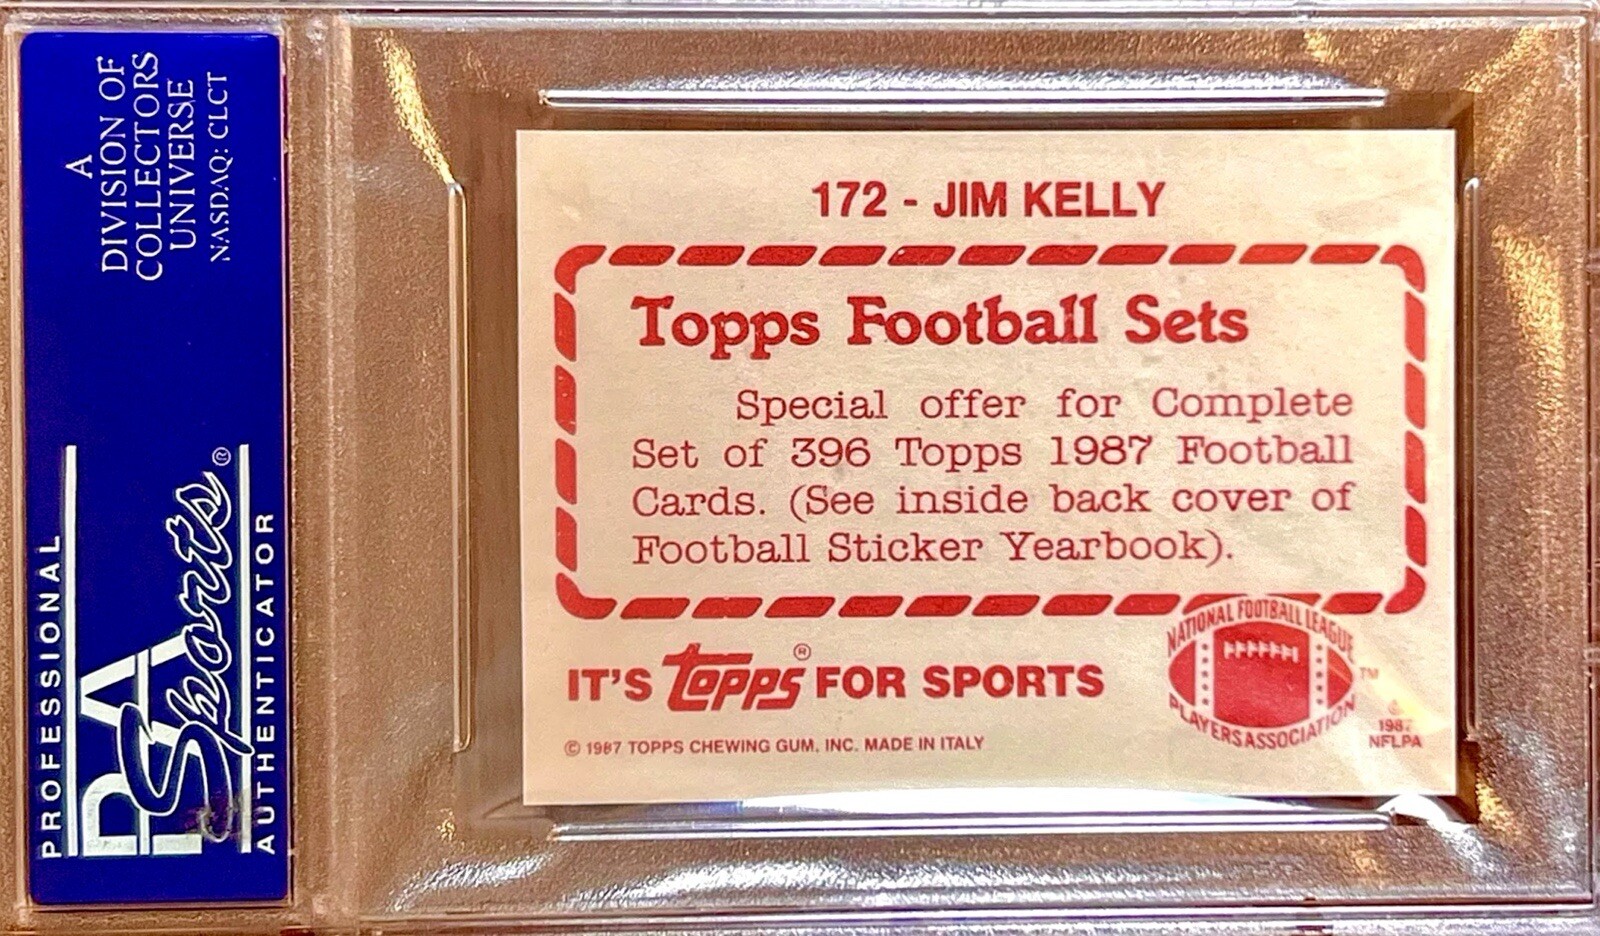 A
DIVISION OF
COLLECTORS
UNIVERSE
NASDAQ: CLCT
PROFESSIONAL
PSA
Sports®
AUTHENTICATOR
172 - JIM KELLY
Topps Football Sets
Special offer for Complete
Set of 396 Topps 1987 Football
Cards. (See inside back cover of
Football Sticker Yearbook).
IT'S Topps® FOR SPORTS
© 1987 TOPPS CHEWING GUM, INC. MADE IN ITALY
NATIONAL FOOTBALL LEAGUE
PLAYERS ASSOCIATION
™
©
1987
NFLPA